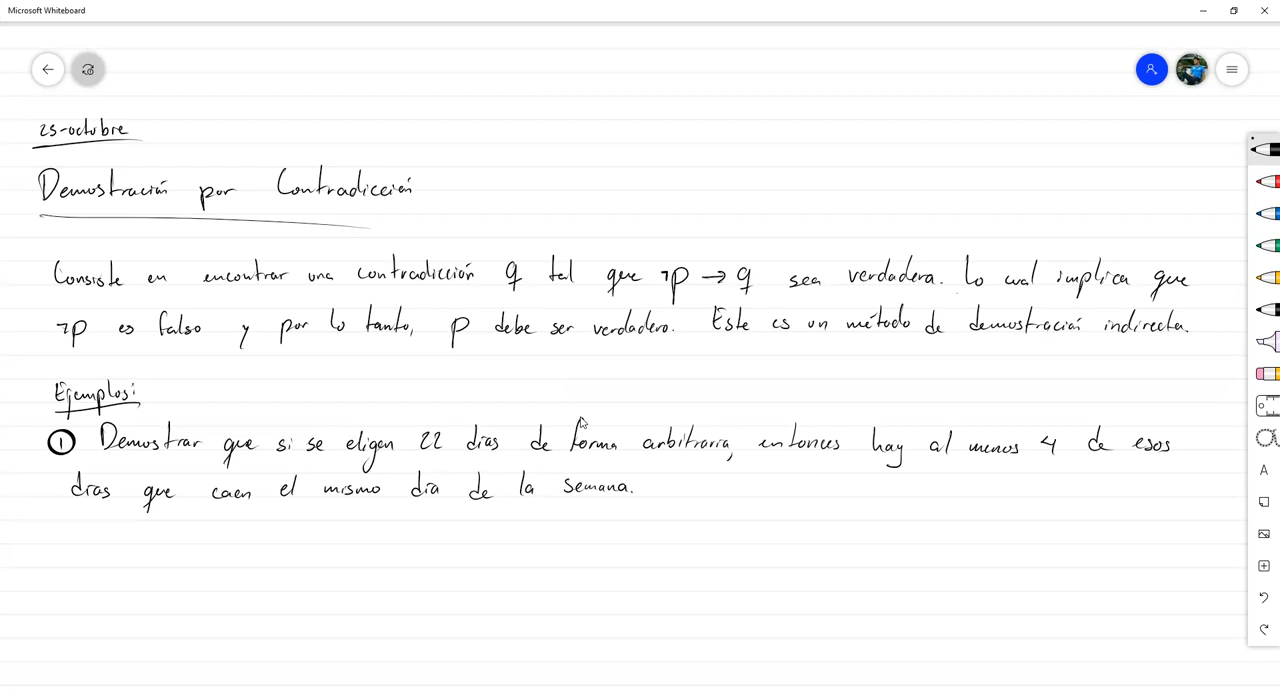 Microsoft Whiteboard
25-octubre
Demostración por Contradicción
Consiste en encontrar una contradicción q tal que ¬p → q sea verdadera. Lo cual implica que
¬p es falso y por lo tanto, p debe ser verdadero. Este es un método de demostración indirecta.
Ejemplos:
① Demostrar que si se eligen 22 días de forma arbitraria, entonces hay al menos 4 de esos
días que caen el mismo día de la semana.
A